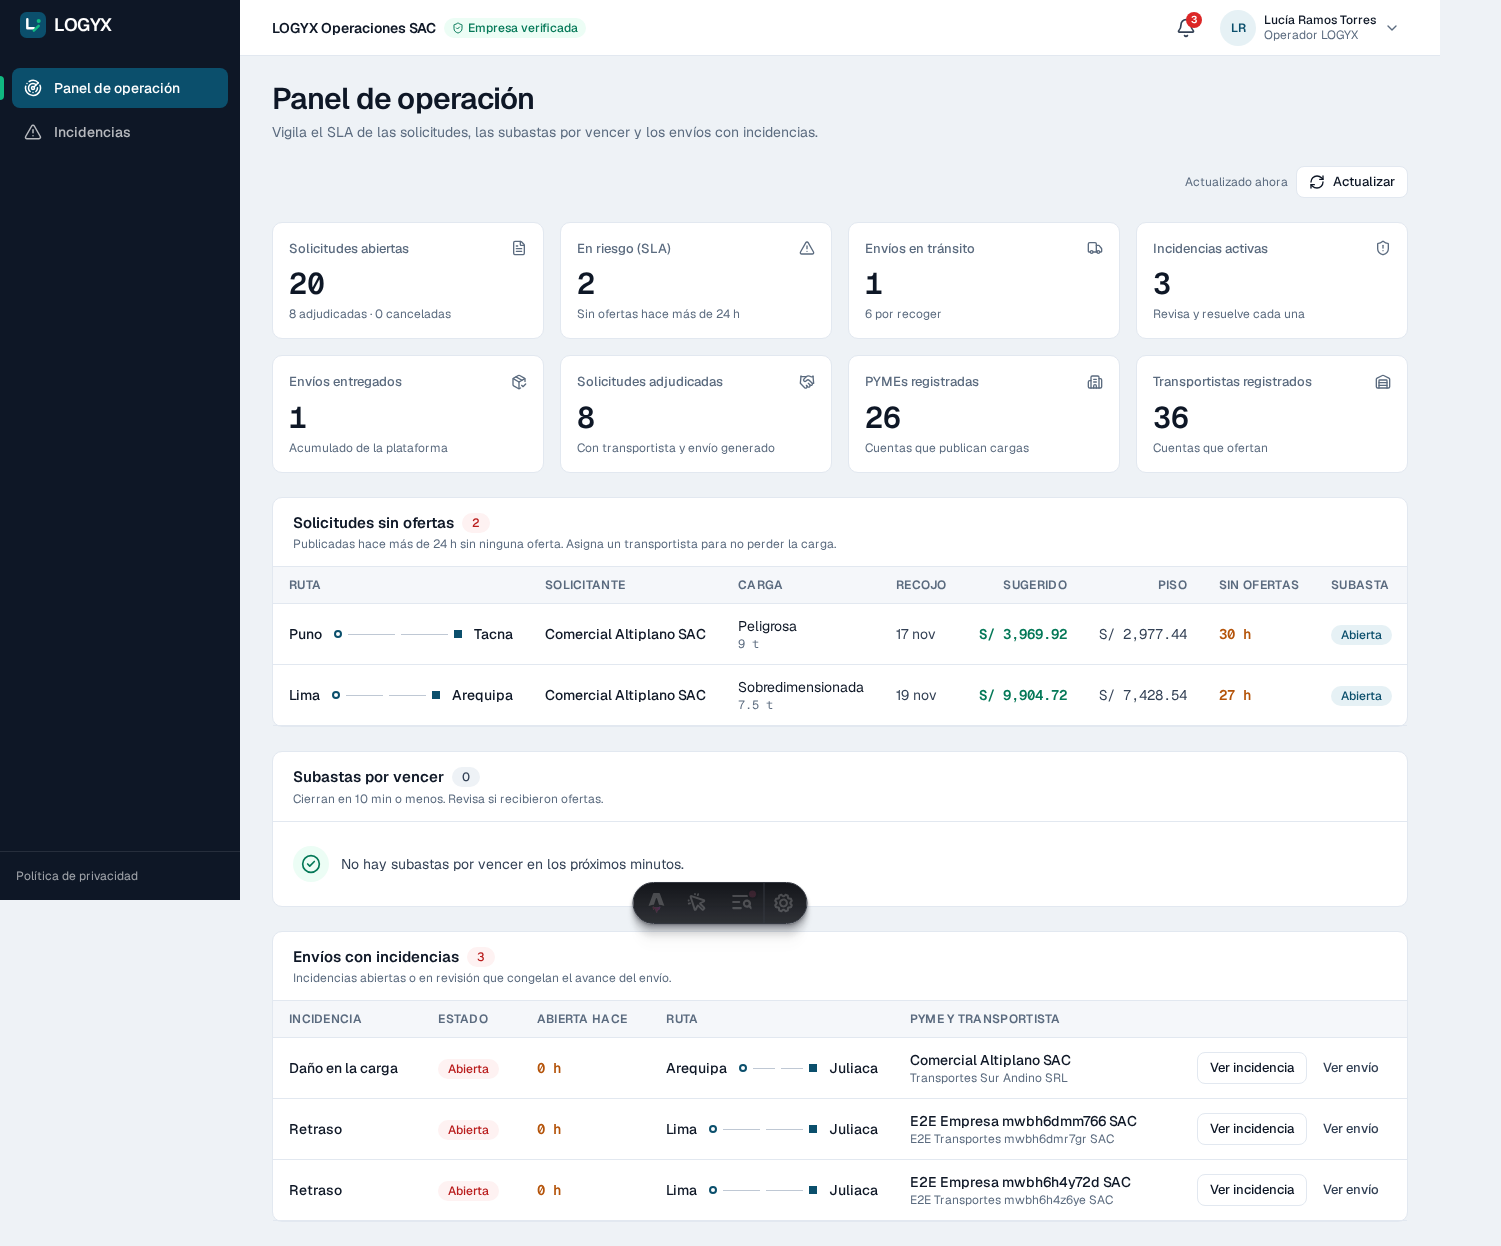 LOGYX
LOGYX Operaciones SAC
Empresa verificada
3
LR
Lucía Ramos Torres
Operador LOGYX
Panel de operación
Incidencias
Política de privacidad
Panel de operación
Vigila el SLA de las solicitudes, las subastas por vencer y los envíos con incidencias.
Actualizado ahora
Actualizar
Solicitudes abiertas
20
8 adjudicadas · 0 canceladas
En riesgo (SLA)
2
Sin ofertas hace más de 24 h
Envíos en tránsito
1
6 por recoger
Incidencias activas
3
Revisa y resuelve cada una
Envíos entregados
1
Acumulado de la plataforma
Solicitudes adjudicadas
8
Con transportista y envío generado
PYMEs registradas
26
Cuentas que publican cargas
Transportistas registrados
36
Cuentas que ofertan
Solicitudes sin ofertas 2
Publicadas hace más de 24 h sin ninguna oferta. Asigna un transportista para no perder la carga.
RUTA SOLICITANTE CARGA RECOJO SUGERIDO PISO SIN OFERTAS SUBASTA
Puno Tacna Comercial Altiplano SAC Peligrosa 17 nov S/ 3,969.92 S/ 2,977.44 30 h Abierta
9 t
Lima Arequipa Comercial Altiplano SAC Sobredimensionada 19 nov S/ 9,904.72 S/ 7,428.54 27 h Abierta
7.5 t
Subastas por vencer 0
Cierran en 10 min o menos. Revisa si recibieron ofertas.
No hay subastas por vencer en los próximos minutos.
Envíos con incidencias 3
Incidencias abiertas o en revisión que congelan el avance del envío.
INCIDENCIA ESTADO ABIERTA HACE RUTA PYME Y TRANSPORTISTA
Daño en la carga Abierta 0 h Arequipa Juliaca Comercial Altiplano SAC Ver incidencia Ver envío
Transportes Sur Andino SRL
Retraso Abierta 0 h Lima Juliaca E2E Empresa mwbh6dmm766 SAC Ver incidencia Ver envío
E2E Transportes mwbh6dmr7gr SAC
Retraso Abierta 0 h Lima Juliaca E2E Empresa mwbh6h4y72d SAC Ver incidencia Ver envío
E2E Transportes mwbh6h4z6ye SAC